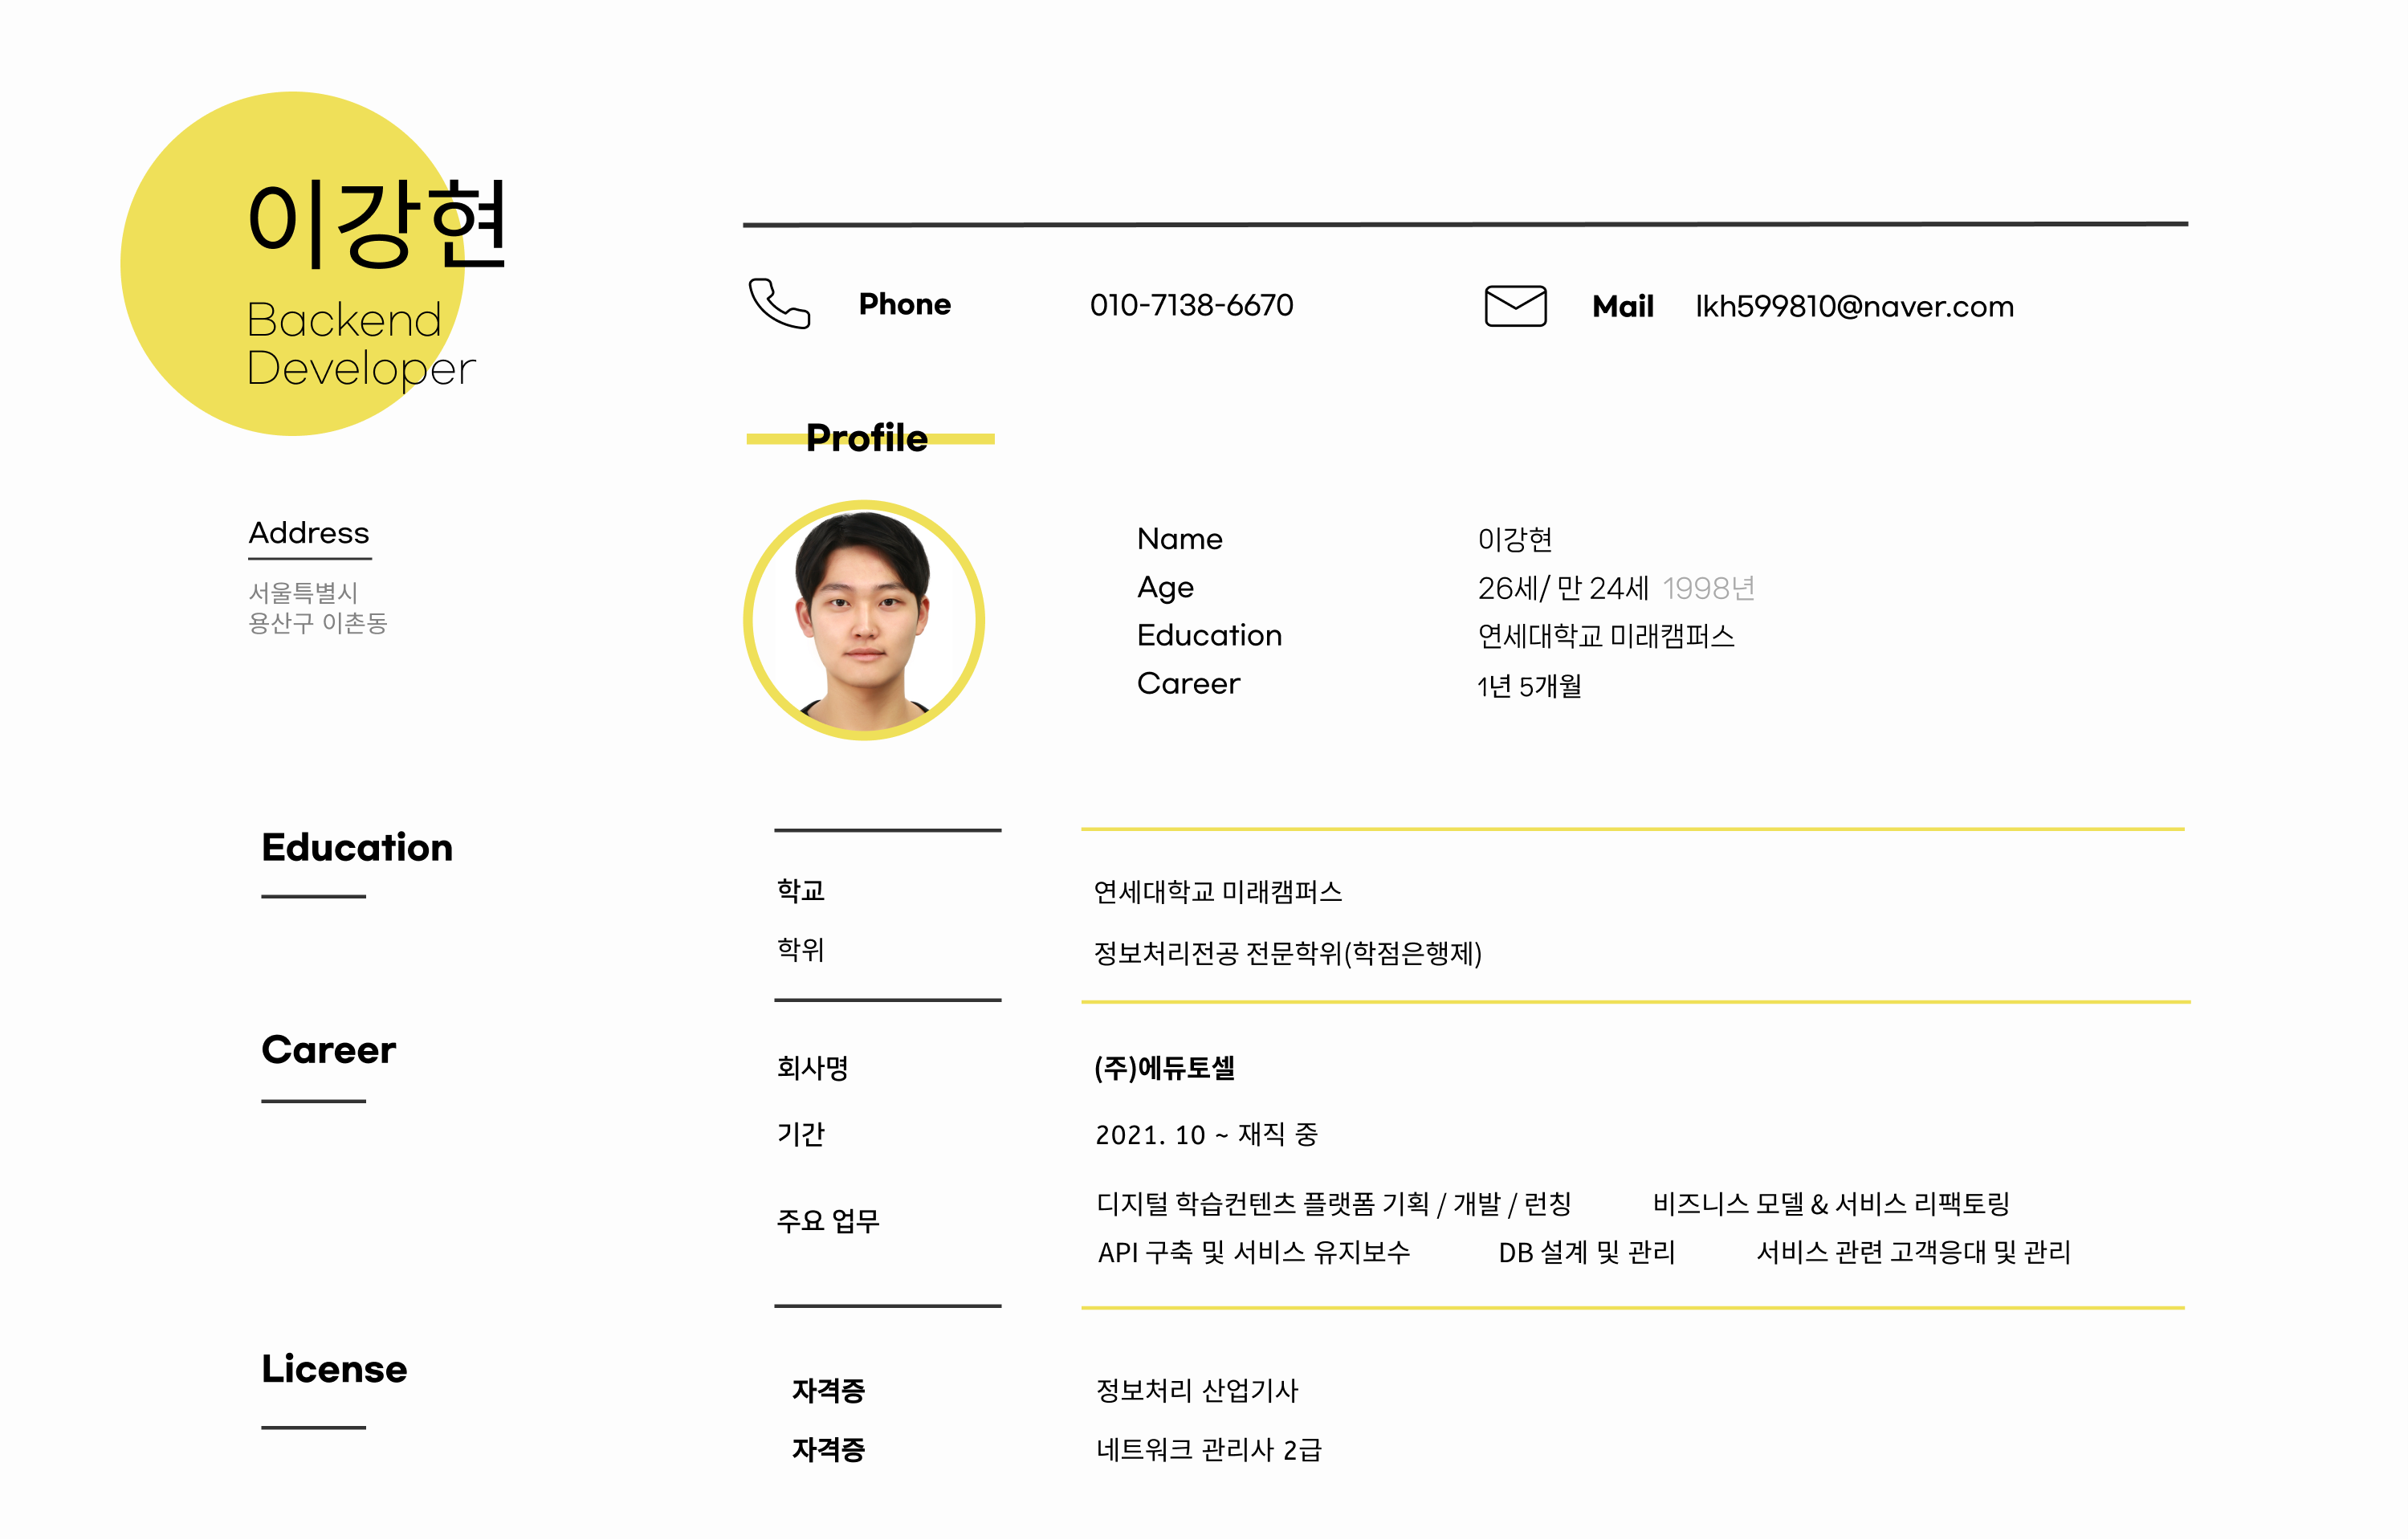 이강현
Backend
Developer
Phone 010-7138-6670 Mail lkh599810@naver.com
Profile
Address
서울특별시
용산구 이촌동
Name 이강현
Age 26세/ 만 24세 1998년
Education 연세대학교 미래캠퍼스
Career 1년 5개월
Education
학교 연세대학교 미래캠퍼스
학위 정보처리전공 전문학위(학점은행제)
Career
회사명 (주)에듀토셀
기간 2021. 10 ~ 재직 중
주요 업무
디지털 학습컨텐츠 플랫폼 기획 / 개발 / 런칭 비즈니스 모델 & 서비스 리팩토링
API 구축 및 서비스 유지보수 DB 설계 및 관리 서비스 관련 고객응대 및 관리
License
자격증 정보처리 산업기사
자격증 네트워크 관리사 2급